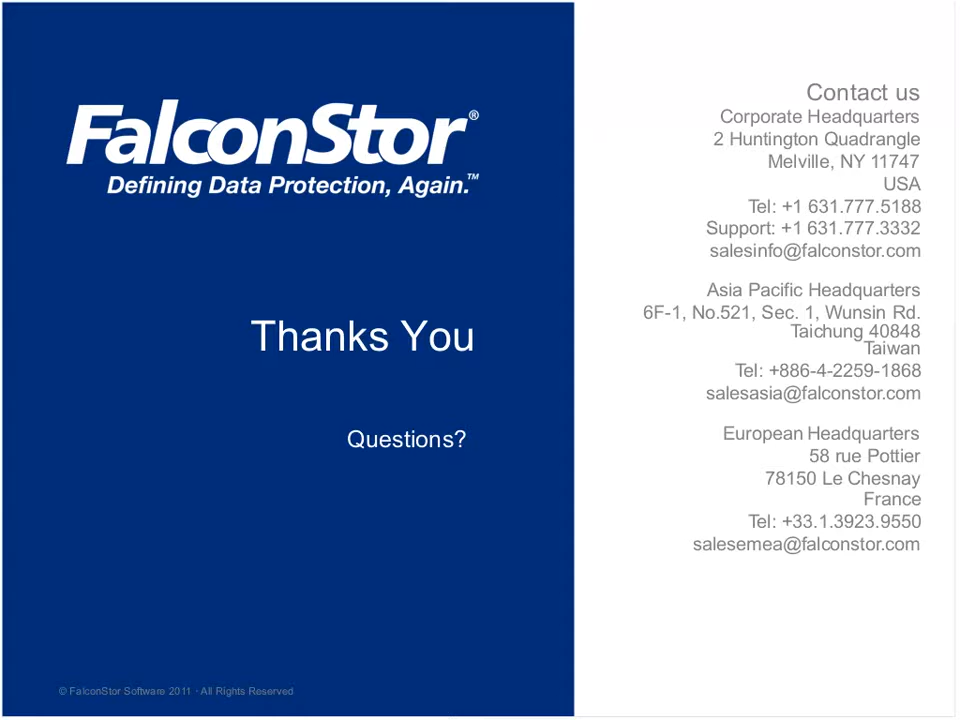 FalconStor®
Defining Data Protection, Again.™
Thanks You
Questions?
© FalconStor Software 2011 · All Rights Reserved
Contact us
Corporate Headquarters
2 Huntington Quadrangle
Melville, NY 11747
USA
Tel: +1 631.777.5188
Support: +1 631.777.3332
salesinfo@falconstor.com
Asia Pacific Headquarters
6F-1, No.521, Sec. 1, Wunsin Rd.
Taichung 40848
Taiwan
Tel: +886-4-2259-1868
salesasia@falconstor.com
European Headquarters
58 rue Pottier
78150 Le Chesnay
France
Tel: +33.1.3923.9550
salesemea@falconstor.com